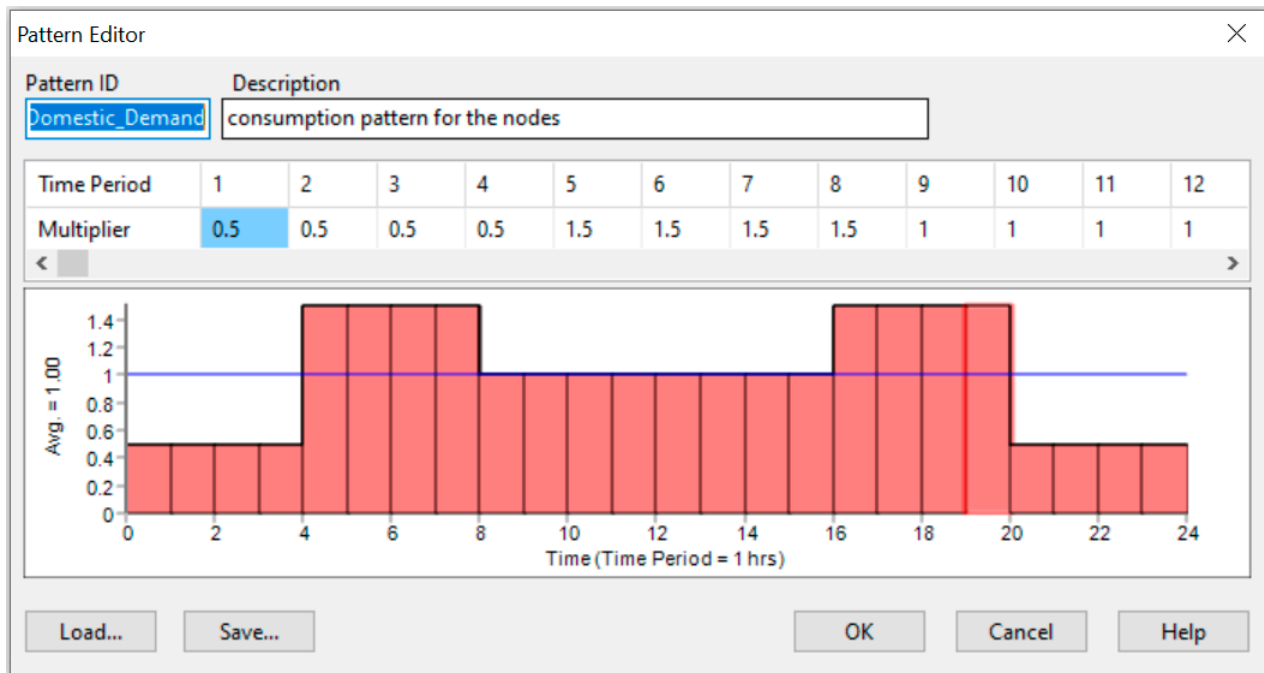 Pattern Editor
Pattern ID Description
Domestic_Demand consumption pattern for the nodes
Time Period 1 2 3 4 5 6 7 8 9 10 11 12
Multiplier 0.5 0.5 0.5 0.5 1.5 1.5 1.5 1.5 1 1 1 1
Avg. = 1.00
1.4
1.2
1
0.8
0.6
0.4
0.2
0
0 2 4 6 8 10 12 14 16 18 20 22 24
Time (Time Period = 1 hrs)
Load... Save... OK Cancel Help